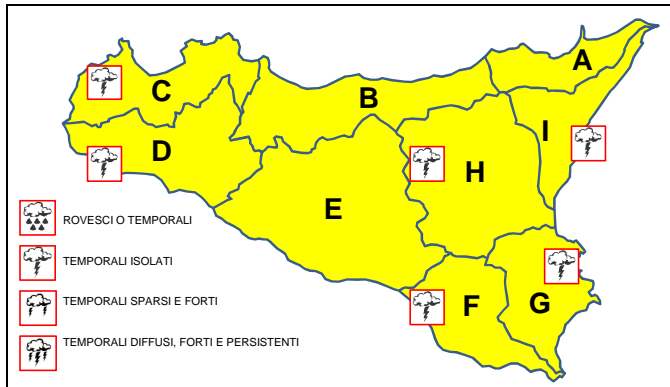 A
C
B
I
D
H
E
F
G
ROVESCI O TEMPORALI
TEMPORALI ISOLATI
TEMPORALI SPARSI E FORTI
TEMPORALI DIFFUSI, FORTI E PERSISTENTI